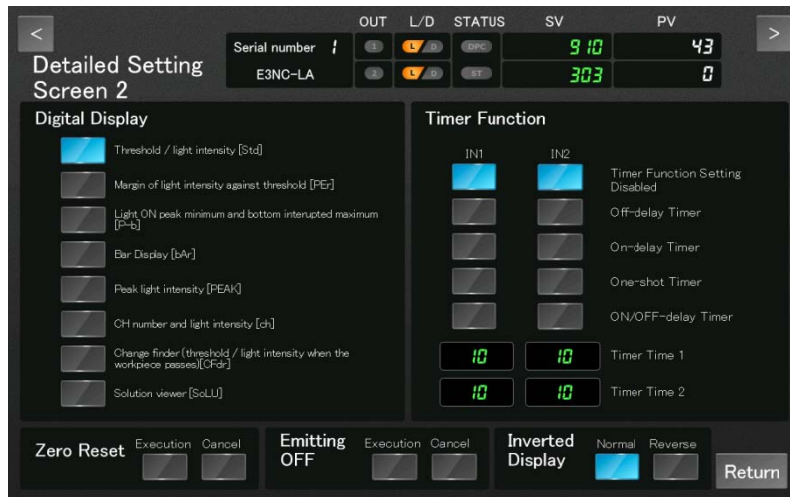 <
OUT L/D STATUS SV PV
>
Serial number 1 1 L/D DPC 910 43
E3NC-LA 2 L/D ST 303 0
Detailed Setting
Screen 2
Digital Display
Threshold / light intensity [Std]
Margin of light intensity against threshold [PEr]
Light ON peak minimum and bottom interupted maximum
[P-b]
Bar Display [bAr]
Peak light intensity [PEAK]
CH number and light intensity [ch]
Change finder (threshold / light intensity when the
workpiece passes)[CFdr]
Solution viewer [SoLU]
Timer Function
IN1 IN2
Timer Function Setting
Disabled
Off-delay Timer
On-delay Timer
One-shot Timer
ON/OFF-delay Timer
10 10 Timer Time 1
10 10 Timer Time 2
Zero Reset Execution Cancel
Emitting
OFF
Execution Cancel
Inverted
Display
Normal Reverse
Return